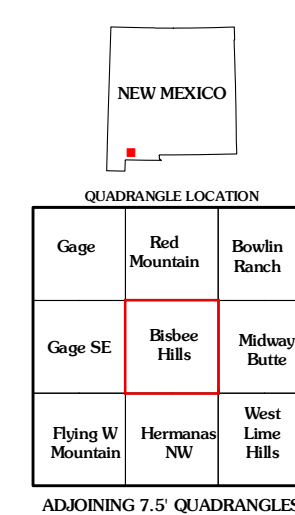 NEW MEXICO
QUADRANGLE LOCATION
Gage
Red
Mountain
Bowlin
Ranch
Gage SE
Bisbee
Hills
Midway
Butte
Flying W
Mountain
Hermanas
NW
West
Lime
Hills
ADJOINING 7.5' QUADRANGLES